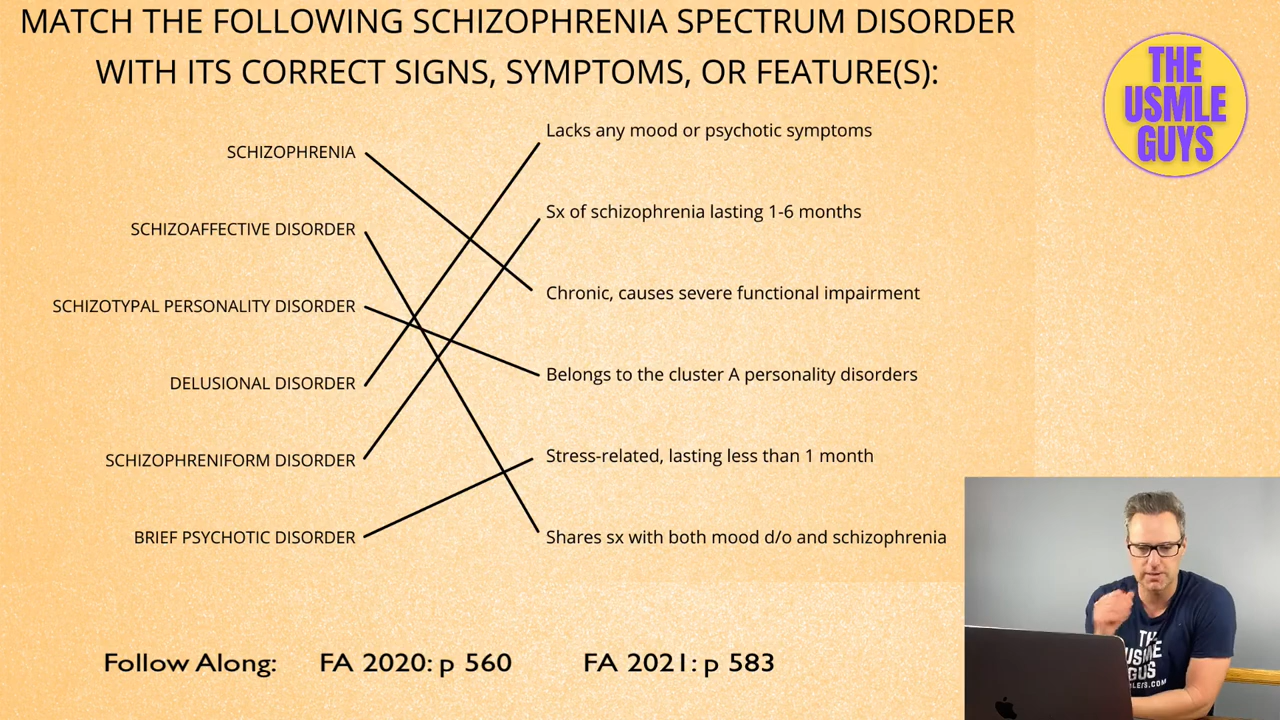 MATCH THE FOLLOWING SCHIZOPHRENIA SPECTRUM DISORDER
WITH ITS CORRECT SIGNS, SYMPTOMS, OR FEATURE(S):
THE
USMLE
GUYS
SCHIZOPHRENIA
SCHIZOAFFECTIVE DISORDER
SCHIZOTYPAL PERSONALITY DISORDER
DELUSIONAL DISORDER
SCHIZOPHRENIFORM DISORDER
BRIEF PSYCHOTIC DISORDER
Lacks any mood or psychotic symptoms
Sx of schizophrenia lasting 1-6 months
Chronic, causes severe functional impairment
Belongs to the cluster A personality disorders
Stress-related, lasting less than 1 month
Shares sx with both mood d/o and schizophrenia
Follow Along: FA 2020: p 560 FA 2021: p 583
THE
USMLE
GUS